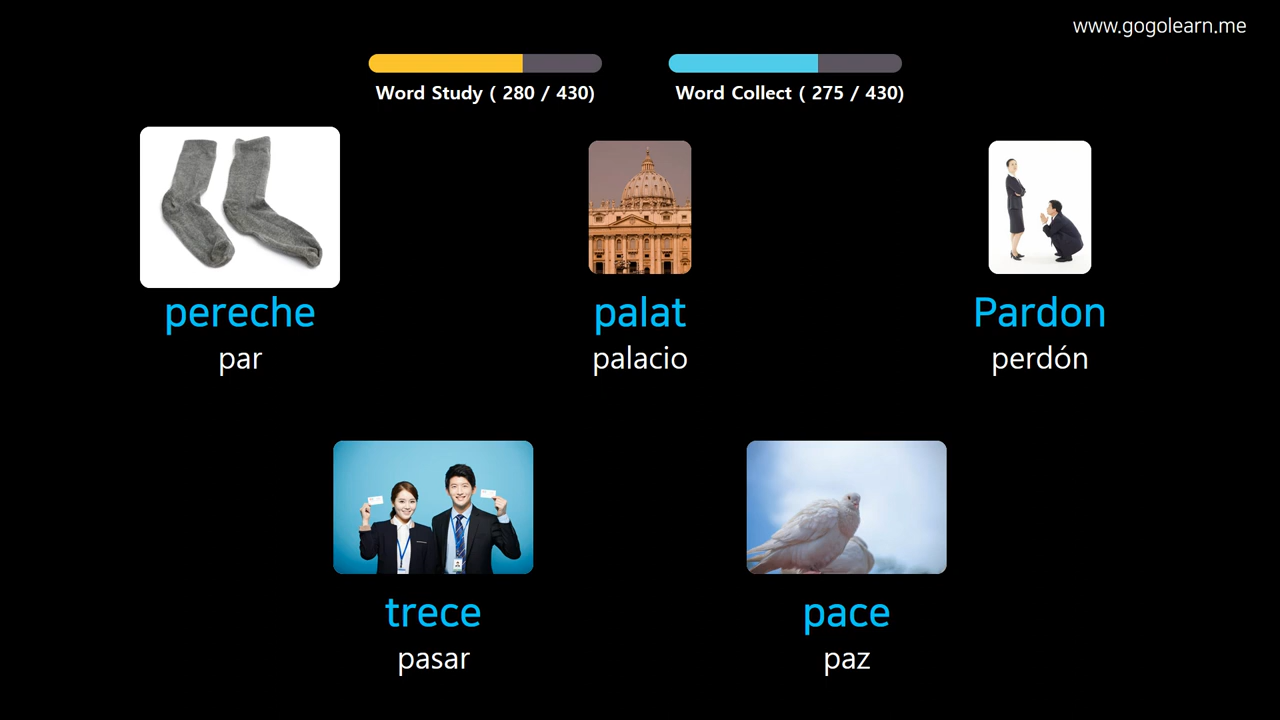 www.gogolearn.me
Word Study ( 280 / 430)
Word Collect ( 275 / 430)
pereche
par
palat
palacio
Pardon
perdón
trece
pasar
pace
paz